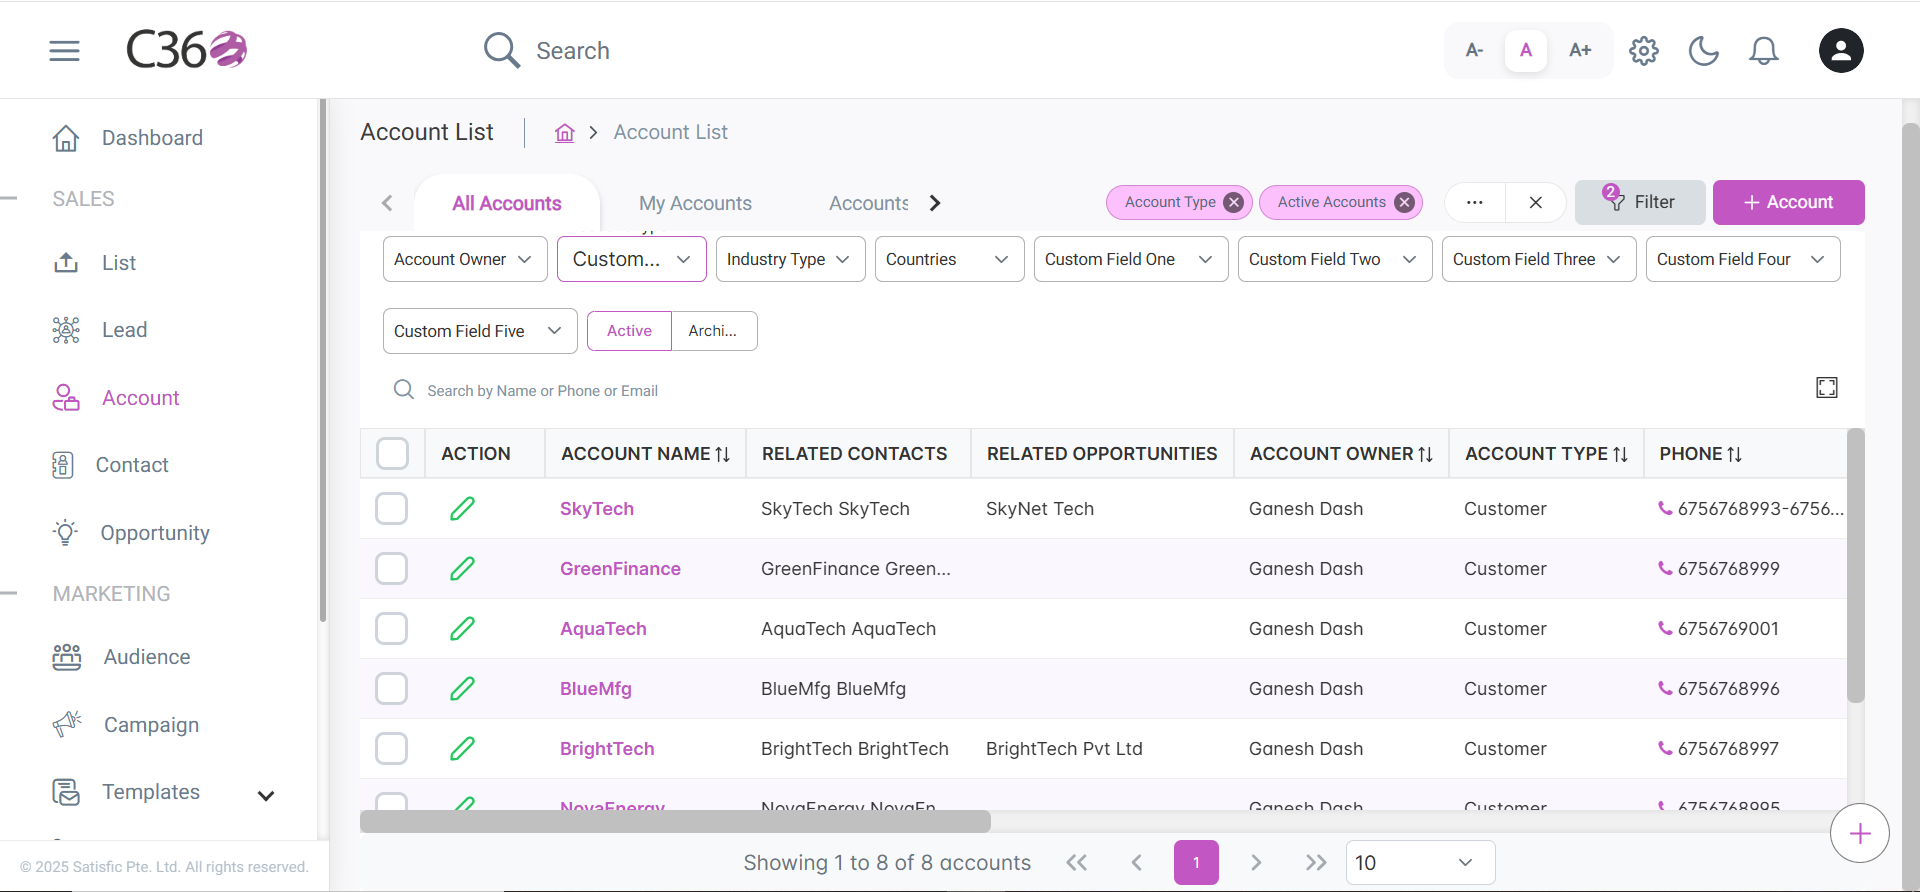 C360
Search
A- A A+
Dashboard
SALES
List
Lead
Account
Contact
Opportunity
MARKETING
Audience
Campaign
Templates
© 2025 Satisfic Pte. Ltd. All rights reserved.
Account List
Account List
All Accounts My Accounts Accounts
Account Type Active Accounts
... 2 Filter + Account
Account Owner Custom... Industry Type Countries Custom Field One Custom Field Two Custom Field Three Custom Field Four
Custom Field Five Active Archi...
Search by Name or Phone or Email
ACTION ACCOUNT NAME RELATED CONTACTS RELATED OPPORTUNITIES ACCOUNT OWNER ACCOUNT TYPE PHONE
SkyTech SkyTech SkyTech SkyNet Tech Ganesh Dash Customer 6756768993-6756...
GreenFinance GreenFinance Green... Ganesh Dash Customer 6756768999
AquaTech AquaTech AquaTech Ganesh Dash Customer 6756769001
BlueMfg BlueMfg BlueMfg Ganesh Dash Customer 6756768996
BrightTech BrightTech BrightTech BrightTech Pvt Ltd Ganesh Dash Customer 6756768997
NovaEnergy NovaEnergy NovaEn... Ganesh Dash Customer 6756768995
Showing 1 to 8 of 8 accounts 1 10